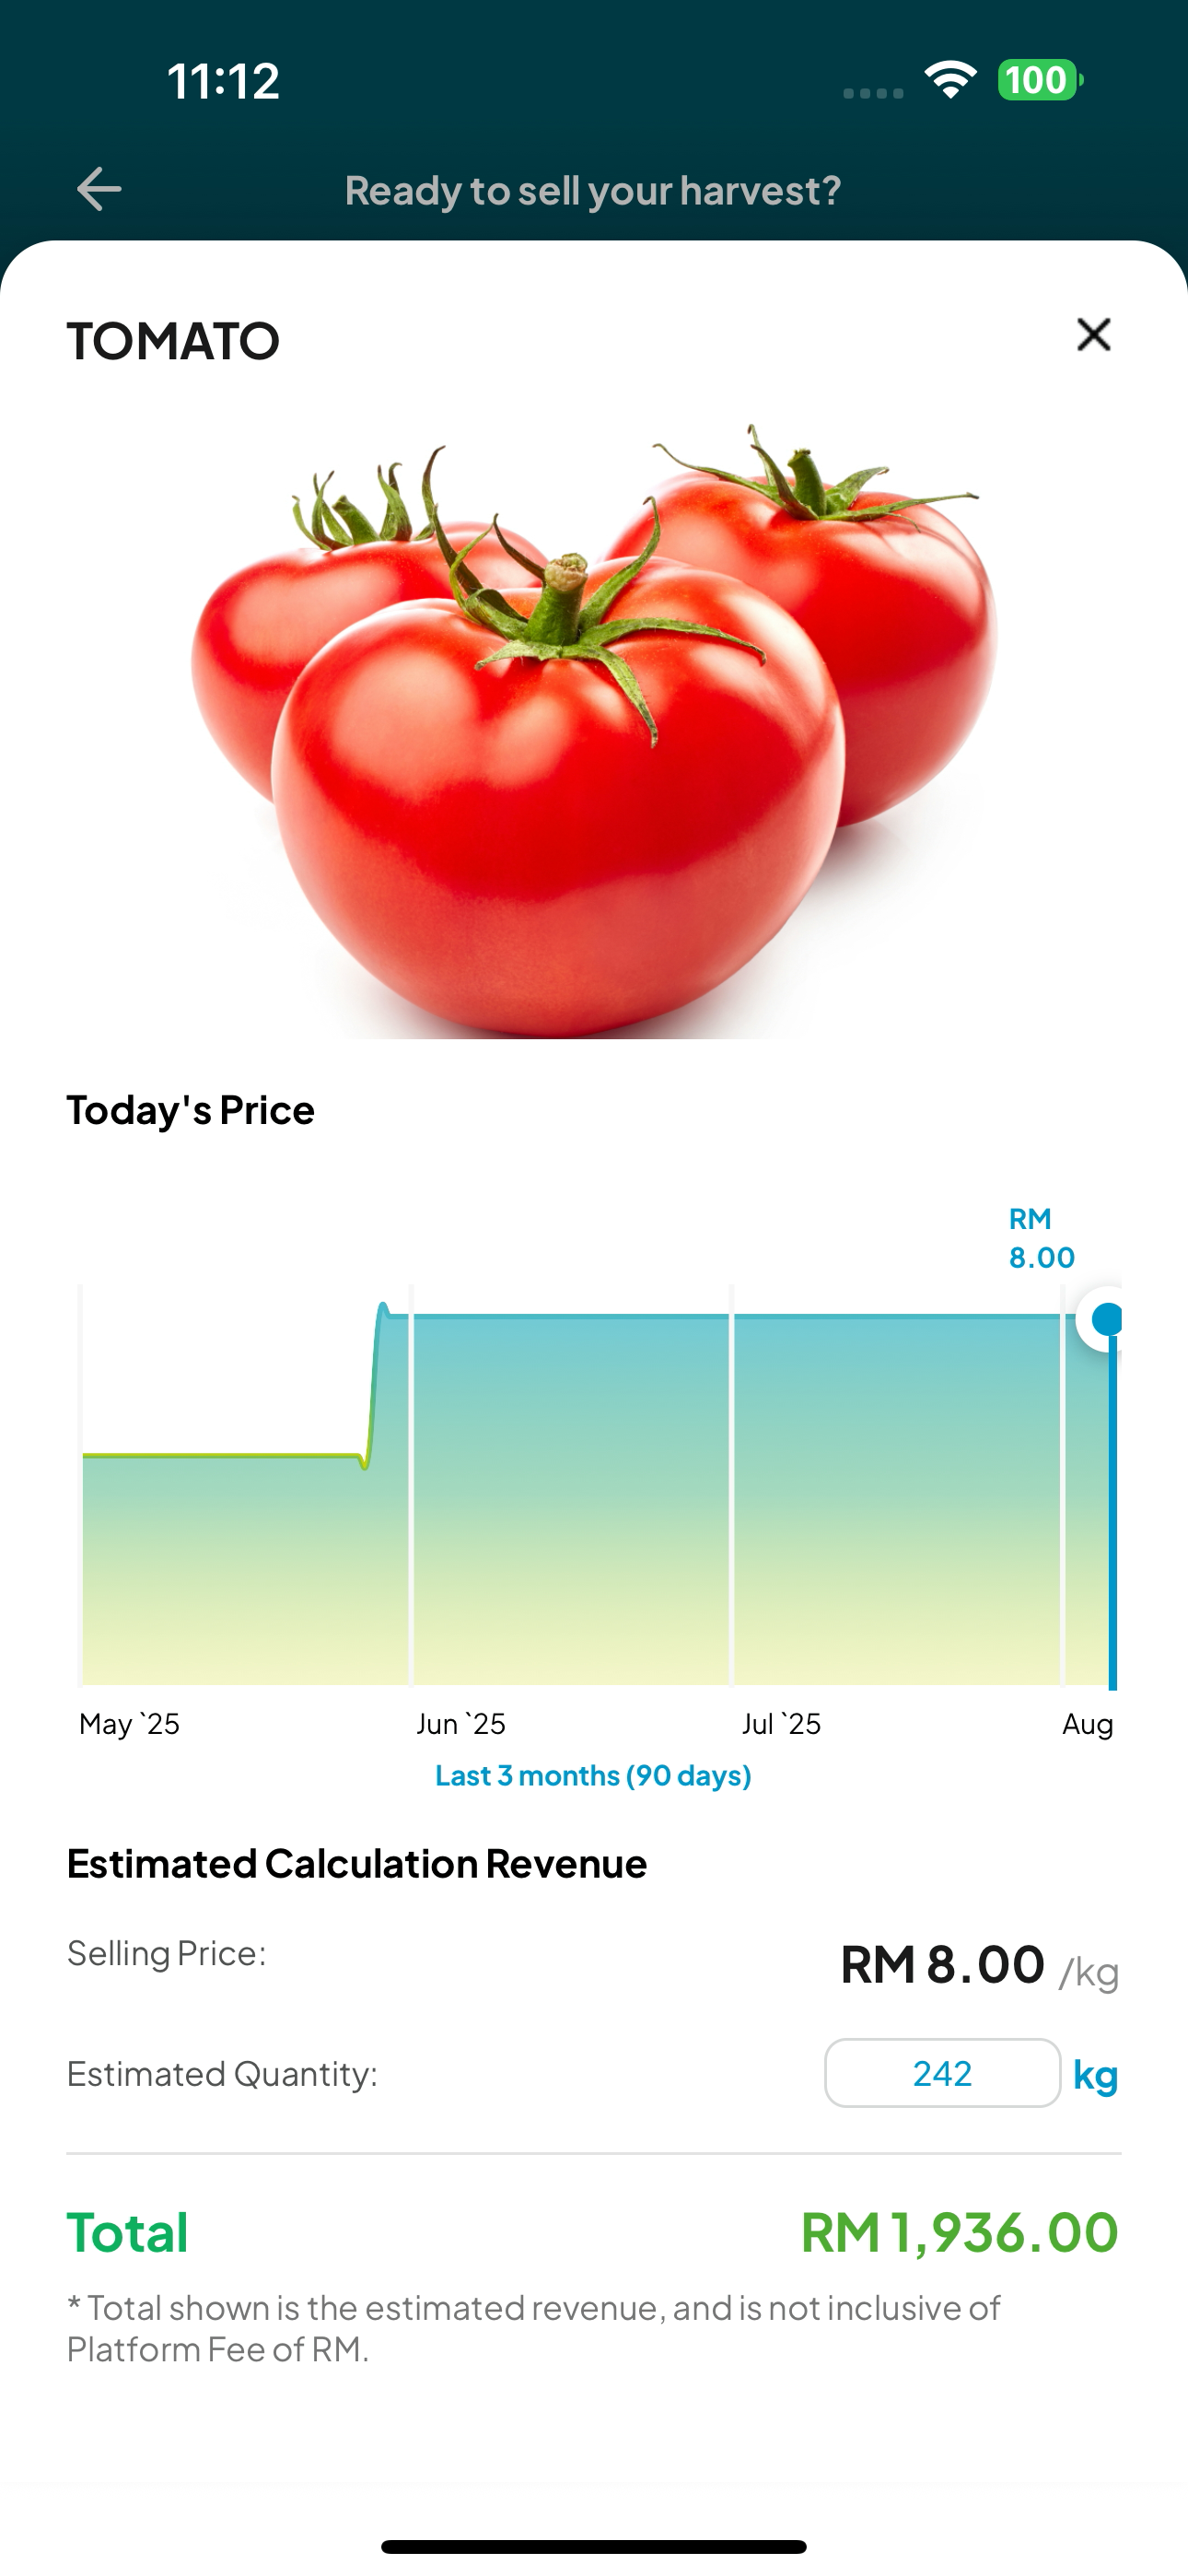 11:12
100
Ready to sell your harvest?
TOMATO
Today's Price
RM
8.00
May `25
Jun `25
Jul `25
Aug
Last 3 months (90 days)
Estimated Calculation Revenue
Selling Price:
RM 8.00 /kg
Estimated Quantity:
242 kg
Total
RM 1,936.00
* Total shown is the estimated revenue, and is not inclusive of
Platform Fee of RM.